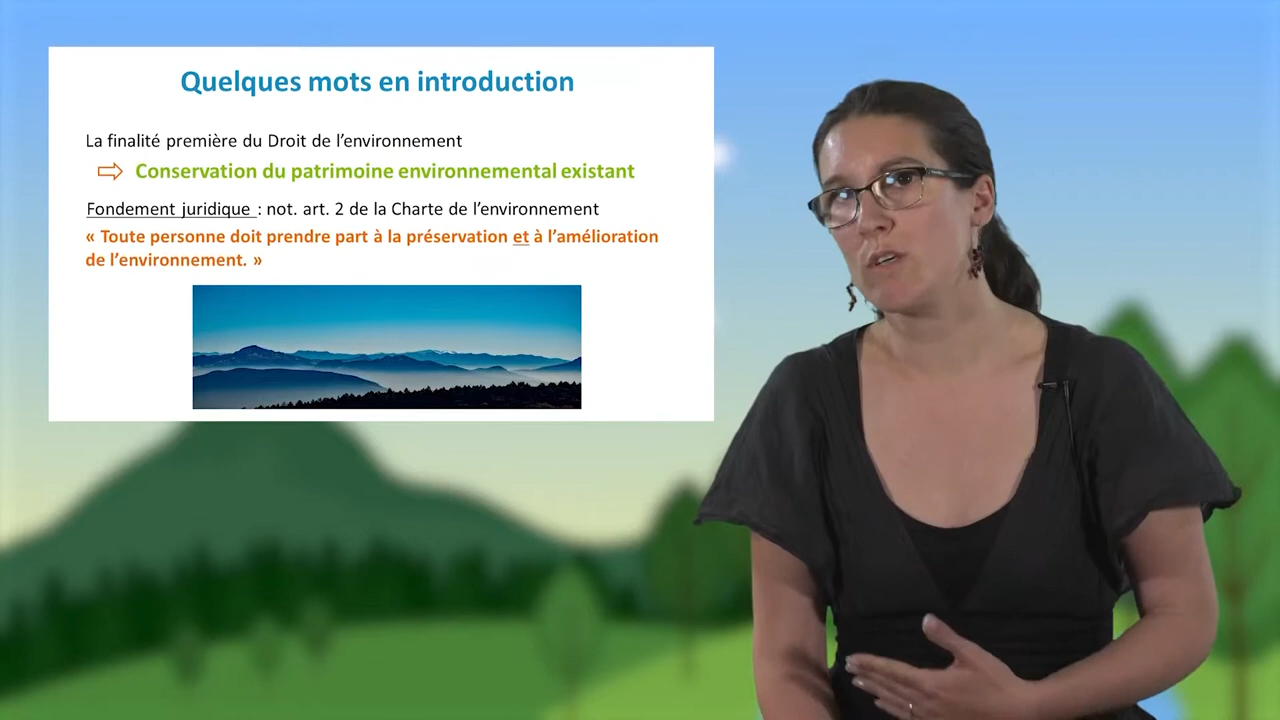 Quelques mots en introduction
La finalité première du Droit de l’environnement
Conservation du patrimoine environnemental existant
Fondement juridique : not. art. 2 de la Charte de l’environnement
« Toute personne doit prendre part à la préservation et à l’amélioration
de l’environnement. »